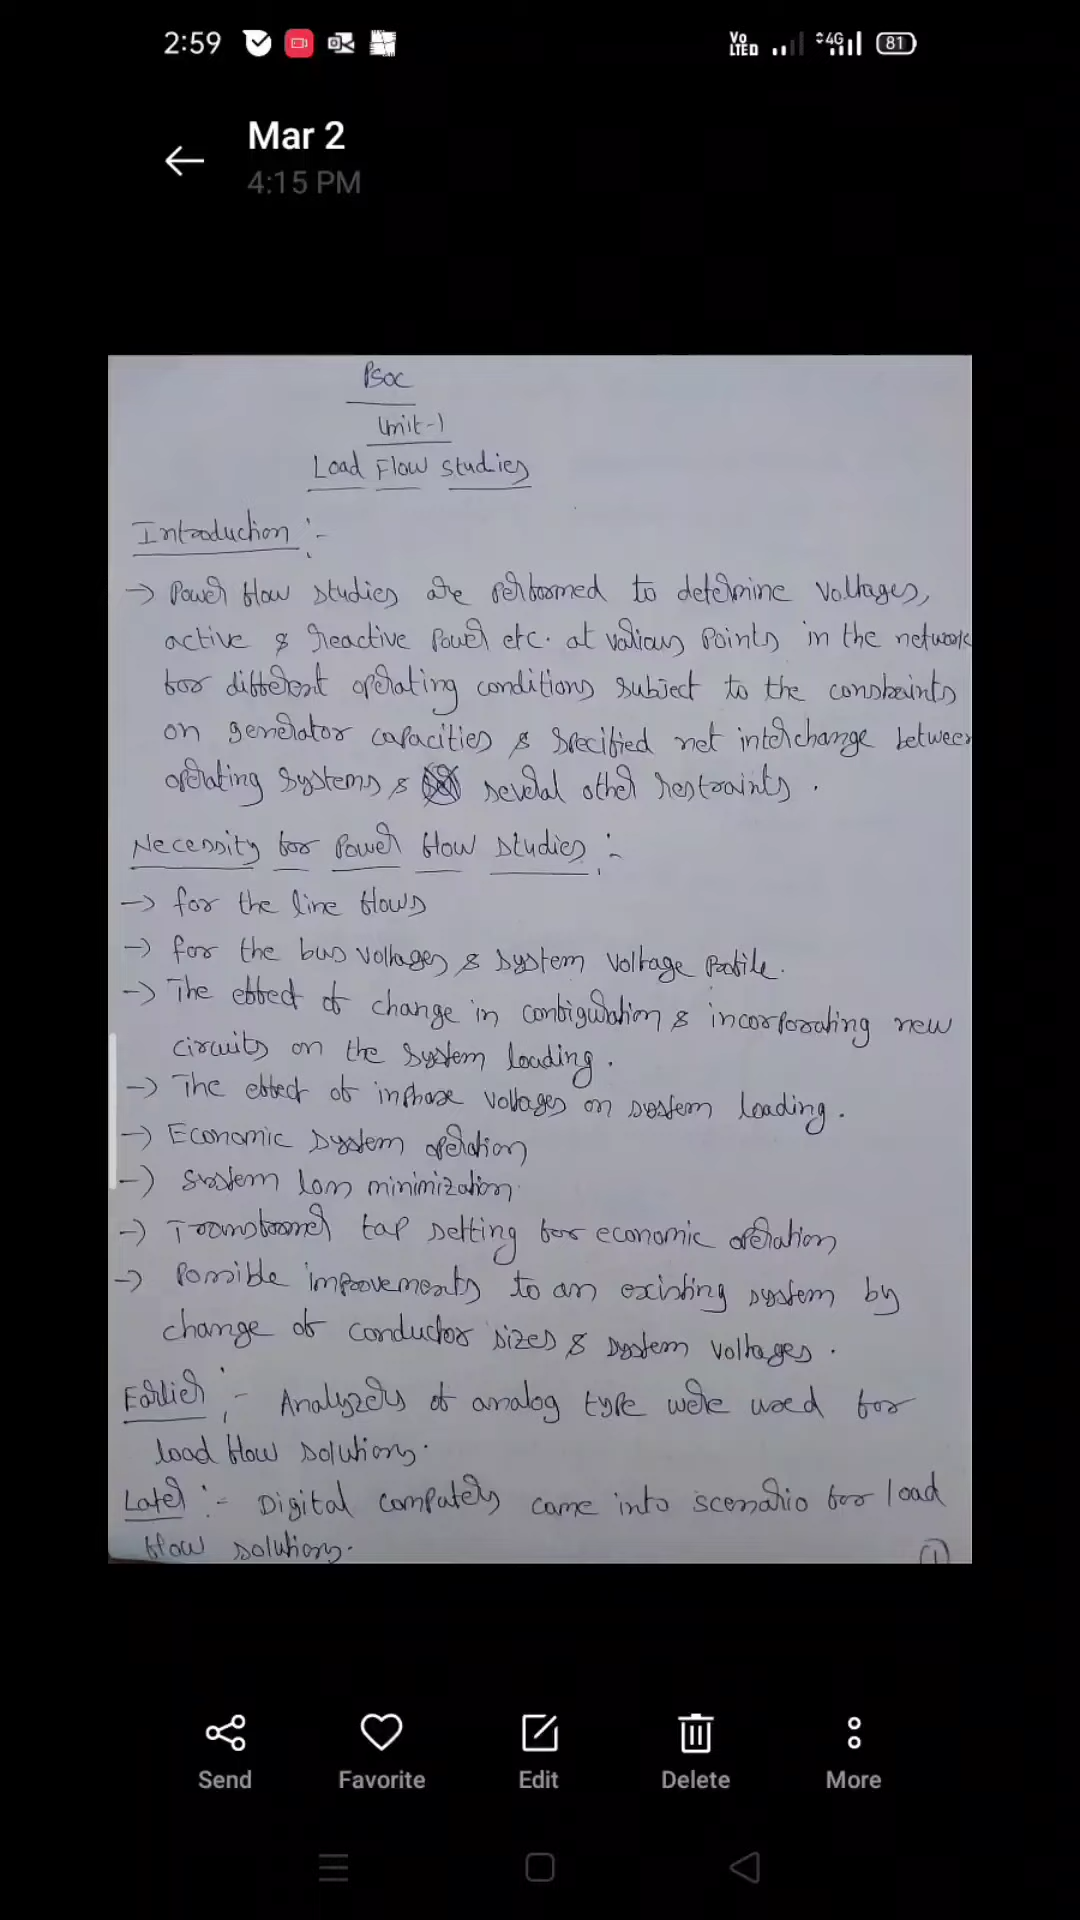 2:59
Vo LTED 4G 81
Mar 2
4:15 PM
PSOC
Unit-1
Load Flow studies
Introduction :-
→ Power flow studies are performed to determine voltages,
active & reactive power etc. at various points in the network
for different operating conditions subject to the constraints
on generator capacities & specified net interchange between
operating systems & several other restraints.
Necessity for Power flow studies :-
→ for the line flows
→ for the bus voltages & system voltage profile.
→ The effect of change in configuration & incorporating new
circuits on the system loading.
→ The effect of inphase voltages on system loading.
→ Economic system operation
→ system loss minimization.
→ Transformer tap setting for economic operation
→ Possible improvements to an existing system by
change of conductor sizes & system voltages.
Earlier :- Analyzers of analog type were used for
load flow solutions.
Later :- Digital computers came into scenario for load
flow solutions.
1
Send Favorite Edit Delete More